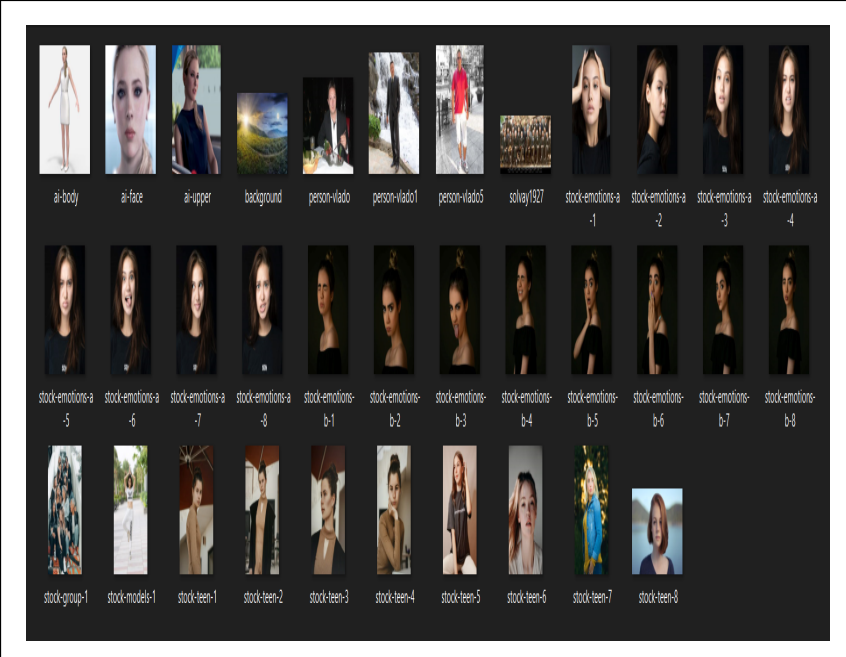 ai-body ai-face ai-upper background person-vlado person-vlado1 person-vlado5 solvay1927 stock-emotions-a stock-emotions-a stock-emotions-a stock-emotions-a
-1 -2 -3 -4
stock-emotions-a stock-emotions-a stock-emotions-a stock-emotions-a stock-emotions- stock-emotions- stock-emotions- stock-emotions- stock-emotions- stock-emotions- stock-emotions- stock-emotions-
-5 -6 -7 -8 b-1 b-2 b-3 b-4 b-5 b-6 b-7 b-8
stock-group-1 stock-models-1 stock-teen-1 stock-teen-2 stock-teen-3 stock-teen-4 stock-teen-5 stock-teen-6 stock-teen-7 stock-teen-8